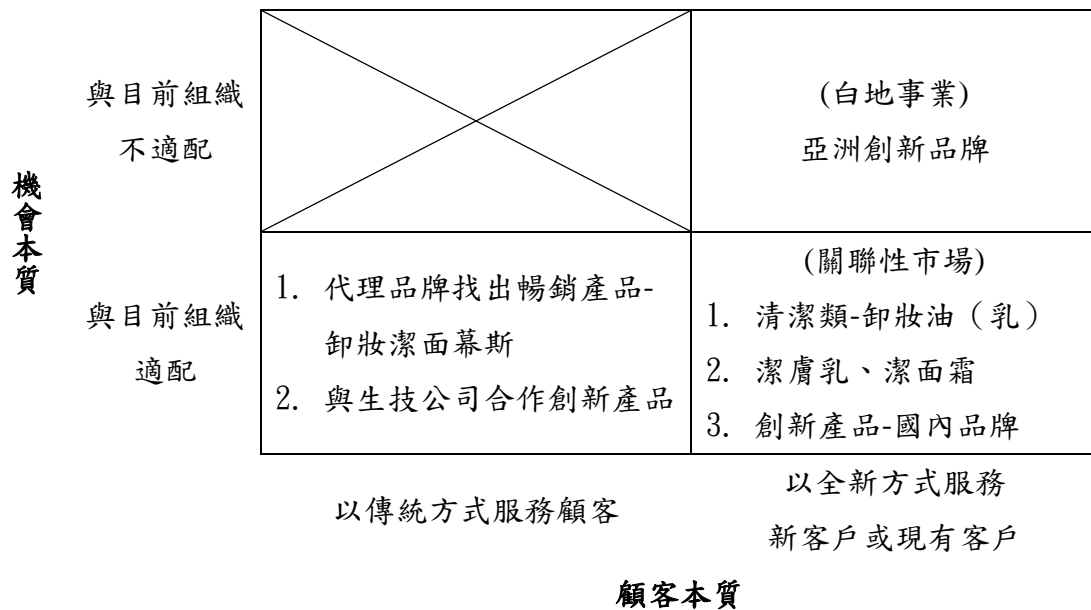 與目前組織
不適配
(白地事業)
亞洲創新品牌
機會本質
與目前組織
適配
1. 代理品牌找出暢銷產品-
卸妝潔面幕斯
2. 與生技公司合作創新產品
(關聯性市場)
1. 清潔類-卸妝油（乳）
2. 潔膚乳、潔面霜
3. 創新產品-國內品牌
以傳統方式服務顧客
以全新方式服務
新客戶或現有客戶
顧客本質